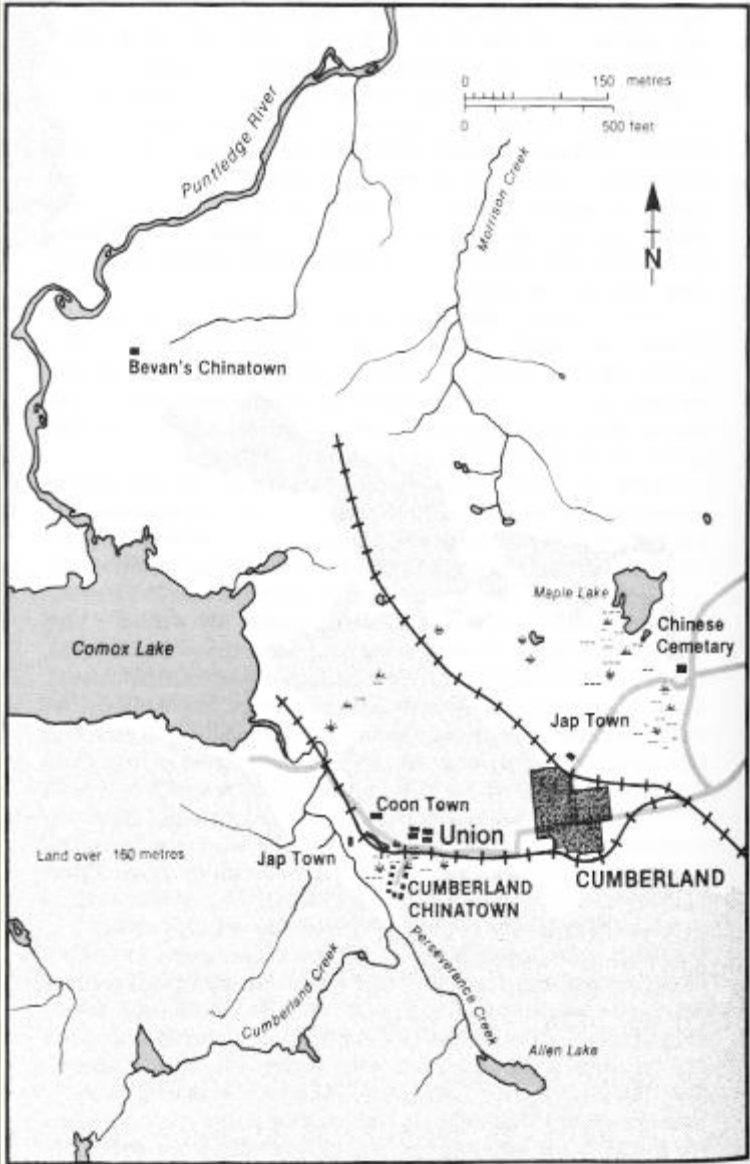 0 150 metres
0 500 feet
Puntledge River
Morrison Creek
N
Bevan's Chinatown
Maple Lake
Chinese
Cemetary
Comox Lake
Jap Town
Coon Town
Union
Land over 150 metres
Jap Town
CUMBERLAND
CUMBERLAND
CHINATOWN
Perseverance Creek
Cumberland Creek
Allen Lake